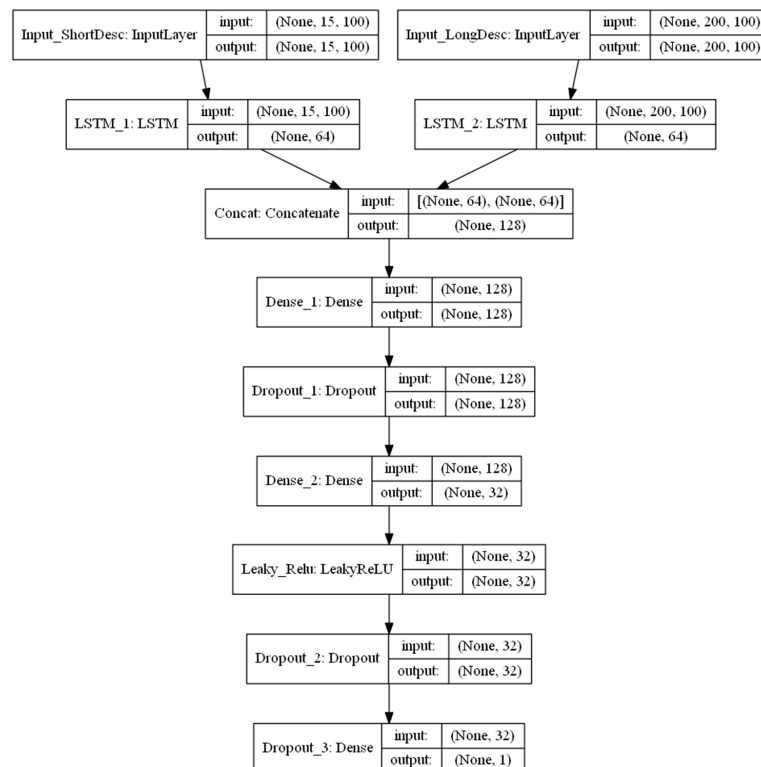 Input_ShortDesc: InputLayer
input: (None, 15, 100)
output: (None, 15, 100)
Input_LongDesc: InputLayer
input: (None, 200, 100)
output: (None, 200, 100)
LSTM_1: LSTM
input: (None, 15, 100)
output: (None, 64)
LSTM_2: LSTM
input: (None, 200, 100)
output: (None, 64)
Concat: Concatenate
input: [(None, 64), (None, 64)]
output: (None, 128)
Dense_1: Dense
input: (None, 128)
output: (None, 128)
Dropout_1: Dropout
input: (None, 128)
output: (None, 128)
Dense_2: Dense
input: (None, 128)
output: (None, 32)
Leaky_Relu: LeakyReLU
input: (None, 32)
output: (None, 32)
Dropout_2: Dropout
input: (None, 32)
output: (None, 32)
Dropout_3: Dense
input: (None, 32)
output: (None, 1)